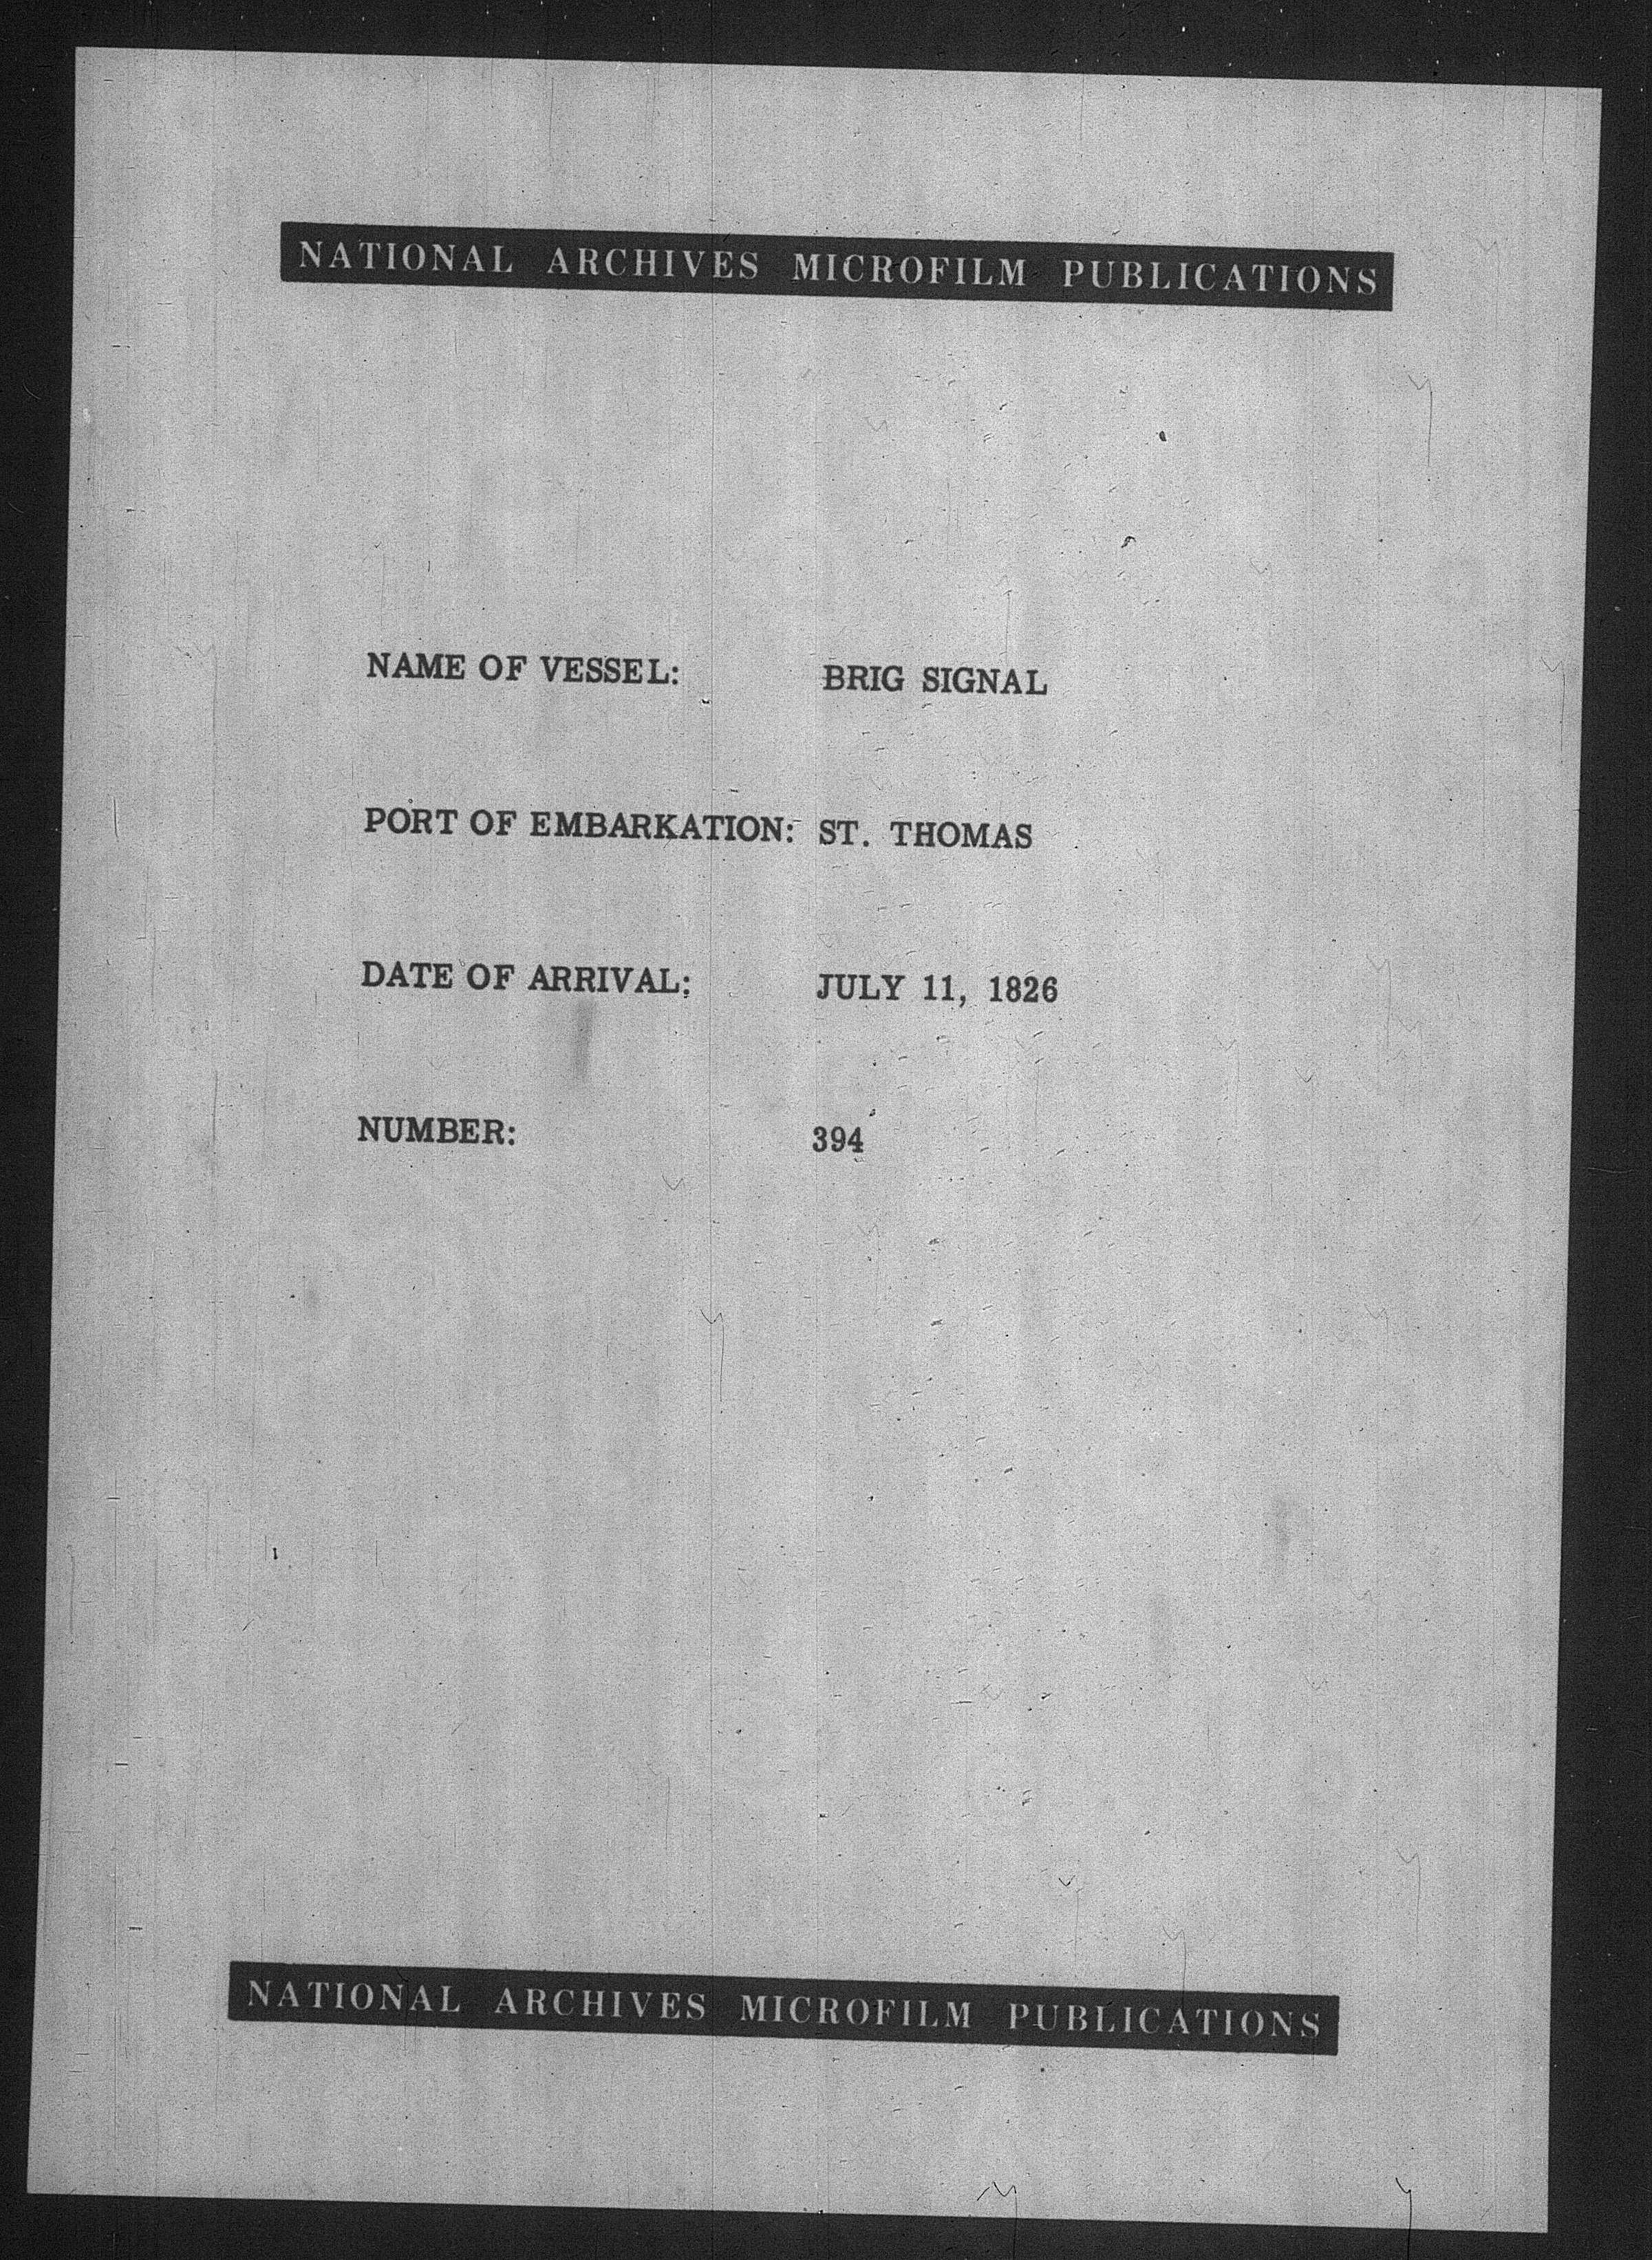 NATIONAL ARCHIVES MICROFILM PUBLICATIONS
NAME OF VESSEL: BRIG SIGNAL
PORT OF EMBARKATION: ST. THOMAS
DATE OF ARRIVAL: JULY 11, 1826
NUMBER: 394
NATIONAL ARCHIVES MICROFILM PUBLICATIONS